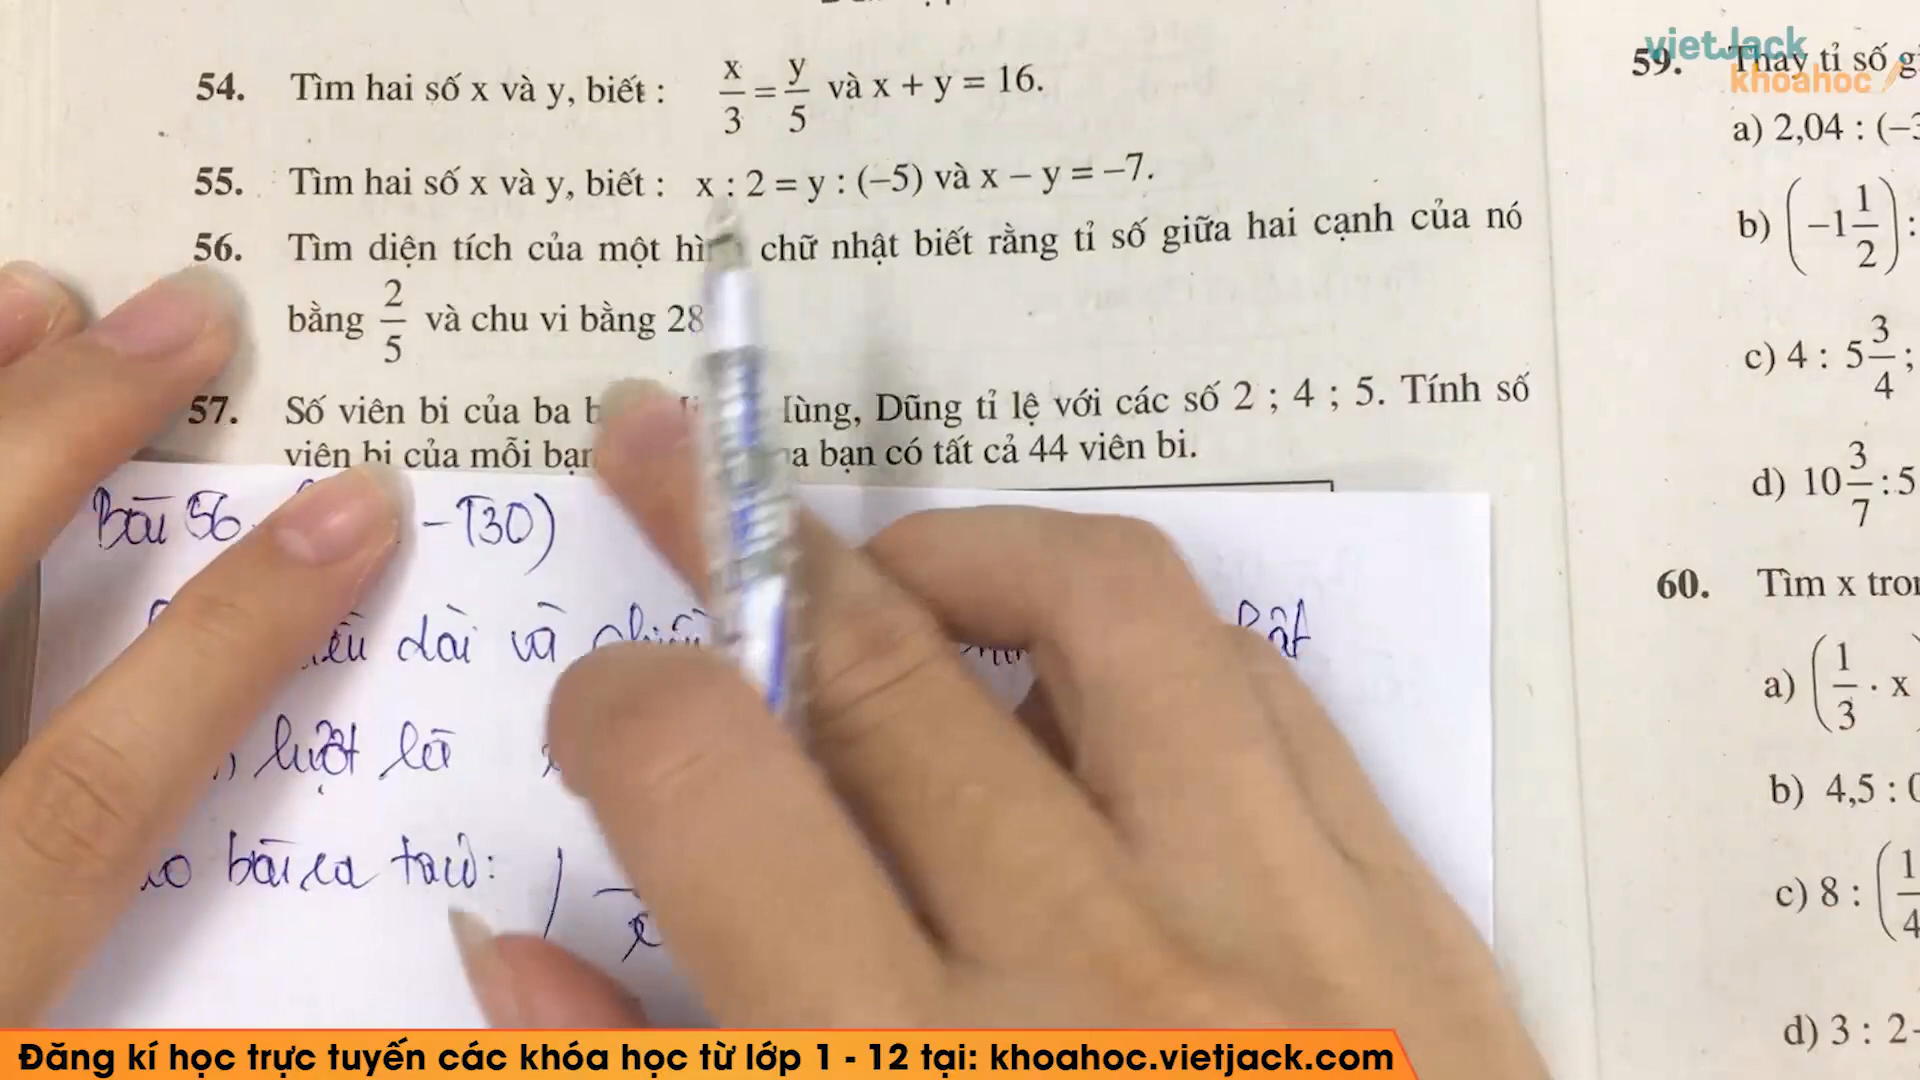 54. Tìm hai số x và y, biết : x/3 = y/5 và x + y = 16.
55. Tìm hai số x và y, biết : x : 2 = y : (–5) và x – y = –7.
56. Tìm diện tích của một chữ nhật biết rằng tỉ số giữa hai cạnh của nó
bằng 2/5 và chu vi bằng 28
57. Số viên bi của ba Dũng tỉ lệ với các số 2 ; 4 ; 5. Tính số
viên bi của mỗi bạn có tất cả 44 viên bi.
Bài 56 – T30)
dài và
lượt là
bài ra ta có:
vietJack
khoahoc
59. Thay tỉ số
a) 2,04 :
b) (–1 1/2) :
c) 4 : 5 3/4 ;
d) 10 3/7 : 5
60. Tìm x
a) (1/3 . x
b) 4,5 :
c) 8 : (1/4
d) 3 : 2
Đăng kí học trực tuyến các khóa học từ lớp 1 - 12 tại: khoahoc.vietjack.com